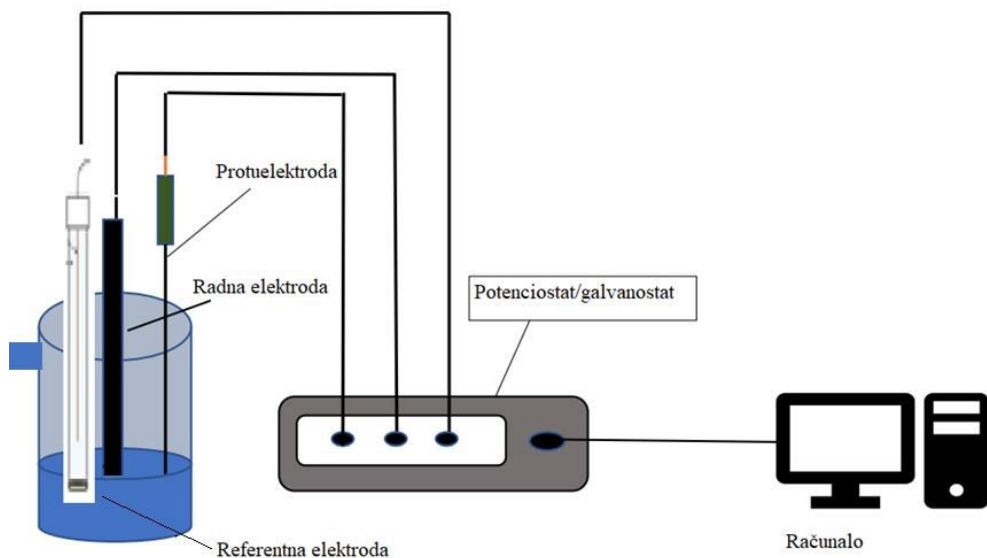 Protuelektroda
Radna elektroda
Potenciostat/galvanostat
Referentna elektroda
Računalo